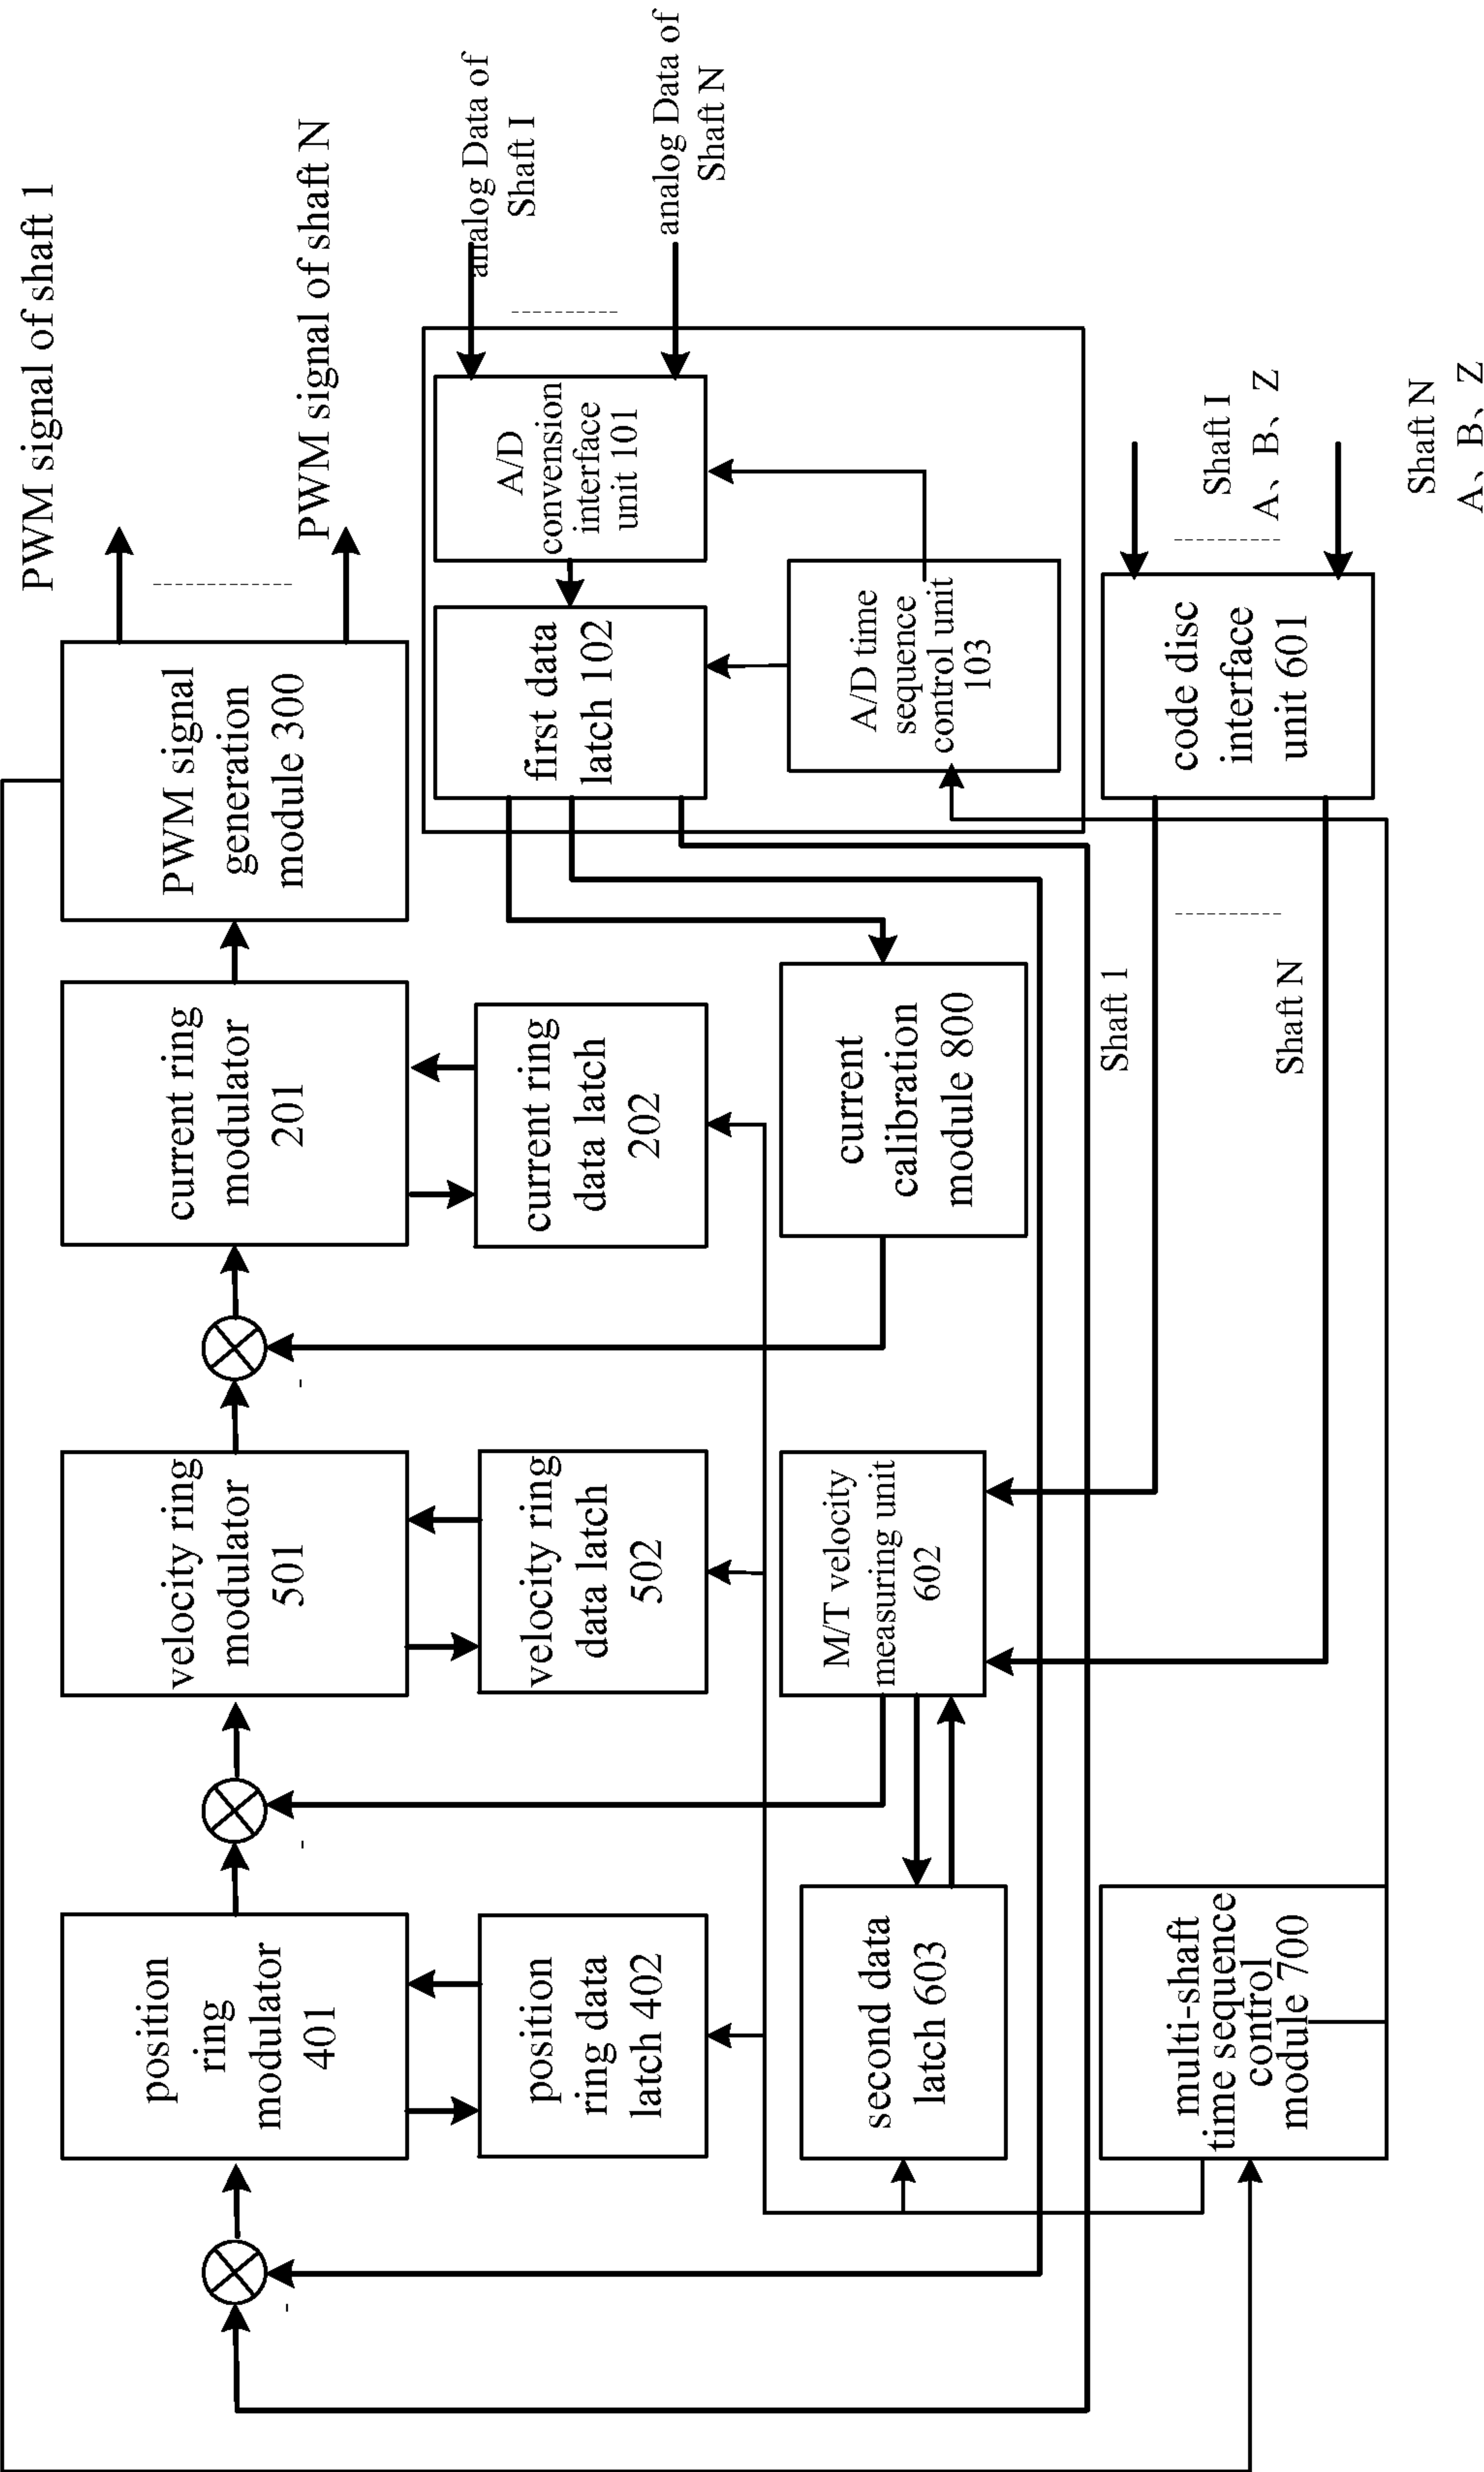 PWM signal of shaft 1
PWM signal of shaft N
position
ring
modulator
401
velocity ring
modulator
501
current ring
modulator
201
PWM signal
generation
module 300
analog Data of
Shaft I
analog Data of
Shaft N
position
ring data
latch 402
velocity ring
data latch
502
current ring
data latch
202
first data
latch 102
A/D
convension
interface
unit 101
second data
latch 603
M/T velocity
measuring unit
602
current
calibration
module 800
A/D time
sequence
control unit
103
multi-shaft
time sequence
control
module 700
Shaft 1
Shaft N
code disc
interface
unit 601
Shaft I
A、B、Z
Shaft N
A、B、Z